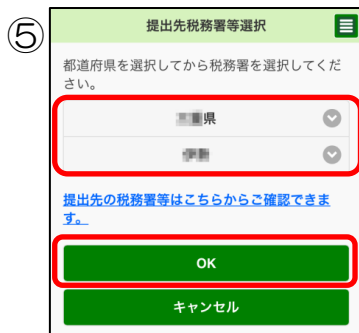 ⑤
提出先税務署等選択
都道府県を選択してから税務署を選択してくだ
さい。
県
提出先の税務署等はこちらからご確認できま
す。
OK
キャンセル